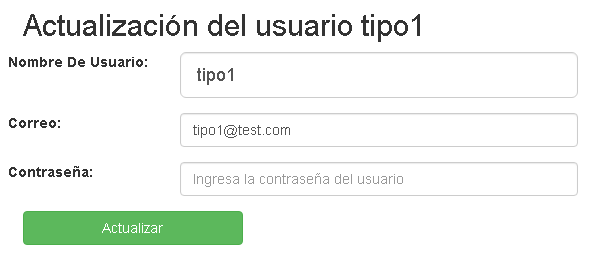 Actualización del usuario tipo1
Nombre De Usuario: tipo1
Correo: tipo1@test.com
Contraseña: Ingresa la contraseña del usuario
Actualizar